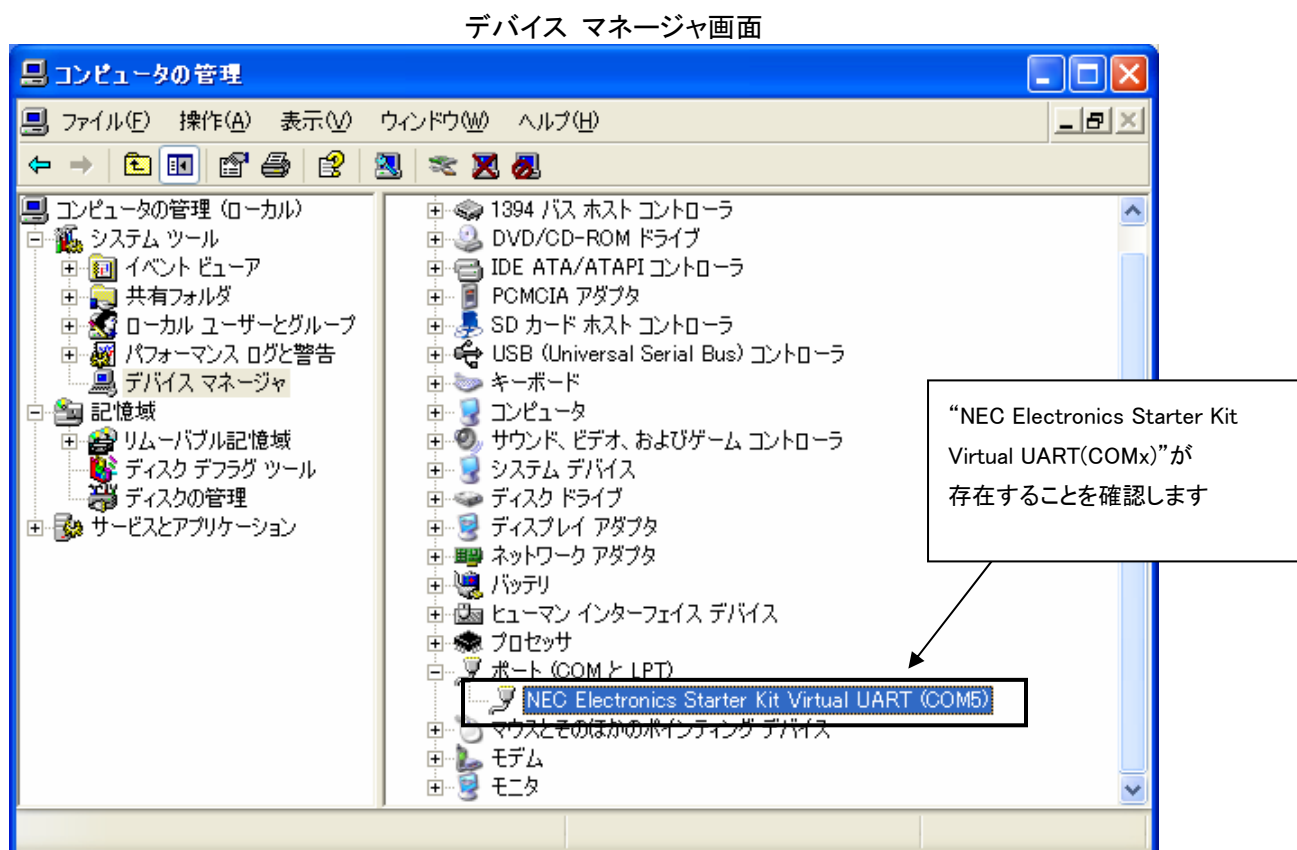 デバイス マネージャ画面
コンピュータの管理
ファイル(F) 操作(A) 表示(V) ウィンドウ(W) ヘルプ(H)
コンピュータの管理 (ローカル)
システム ツール
イベント ビューア
共有フォルダ
ローカル ユーザーとグループ
パフォーマンス ログと警告
デバイス マネージャ
記憶域
リムーバブル記憶域
ディスク デフラグ ツール
ディスクの管理
サービスとアプリケーション
1394 バス ホスト コントローラ
DVD/CD-ROM ドライブ
IDE ATA/ATAPI コントローラ
PCMCIA アダプタ
SD カード ホスト コントローラ
USB (Universal Serial Bus) コントローラ
キーボード
コンピュータ
サウンド、ビデオ、およびゲーム コントローラ
システム デバイス
ディスク ドライブ
ディスプレイ アダプタ
ネットワーク アダプタ
バッテリ
ヒューマン インターフェイス デバイス
プロセッサ
ポート (COM と LPT)
NEC Electronics Starter Kit Virtual UART (COM5)
マウスとそのほかのポインティング デバイス
モデム
モニタ
“NEC Electronics Starter Kit
Virtual UART(COMx)”が
存在することを確認します